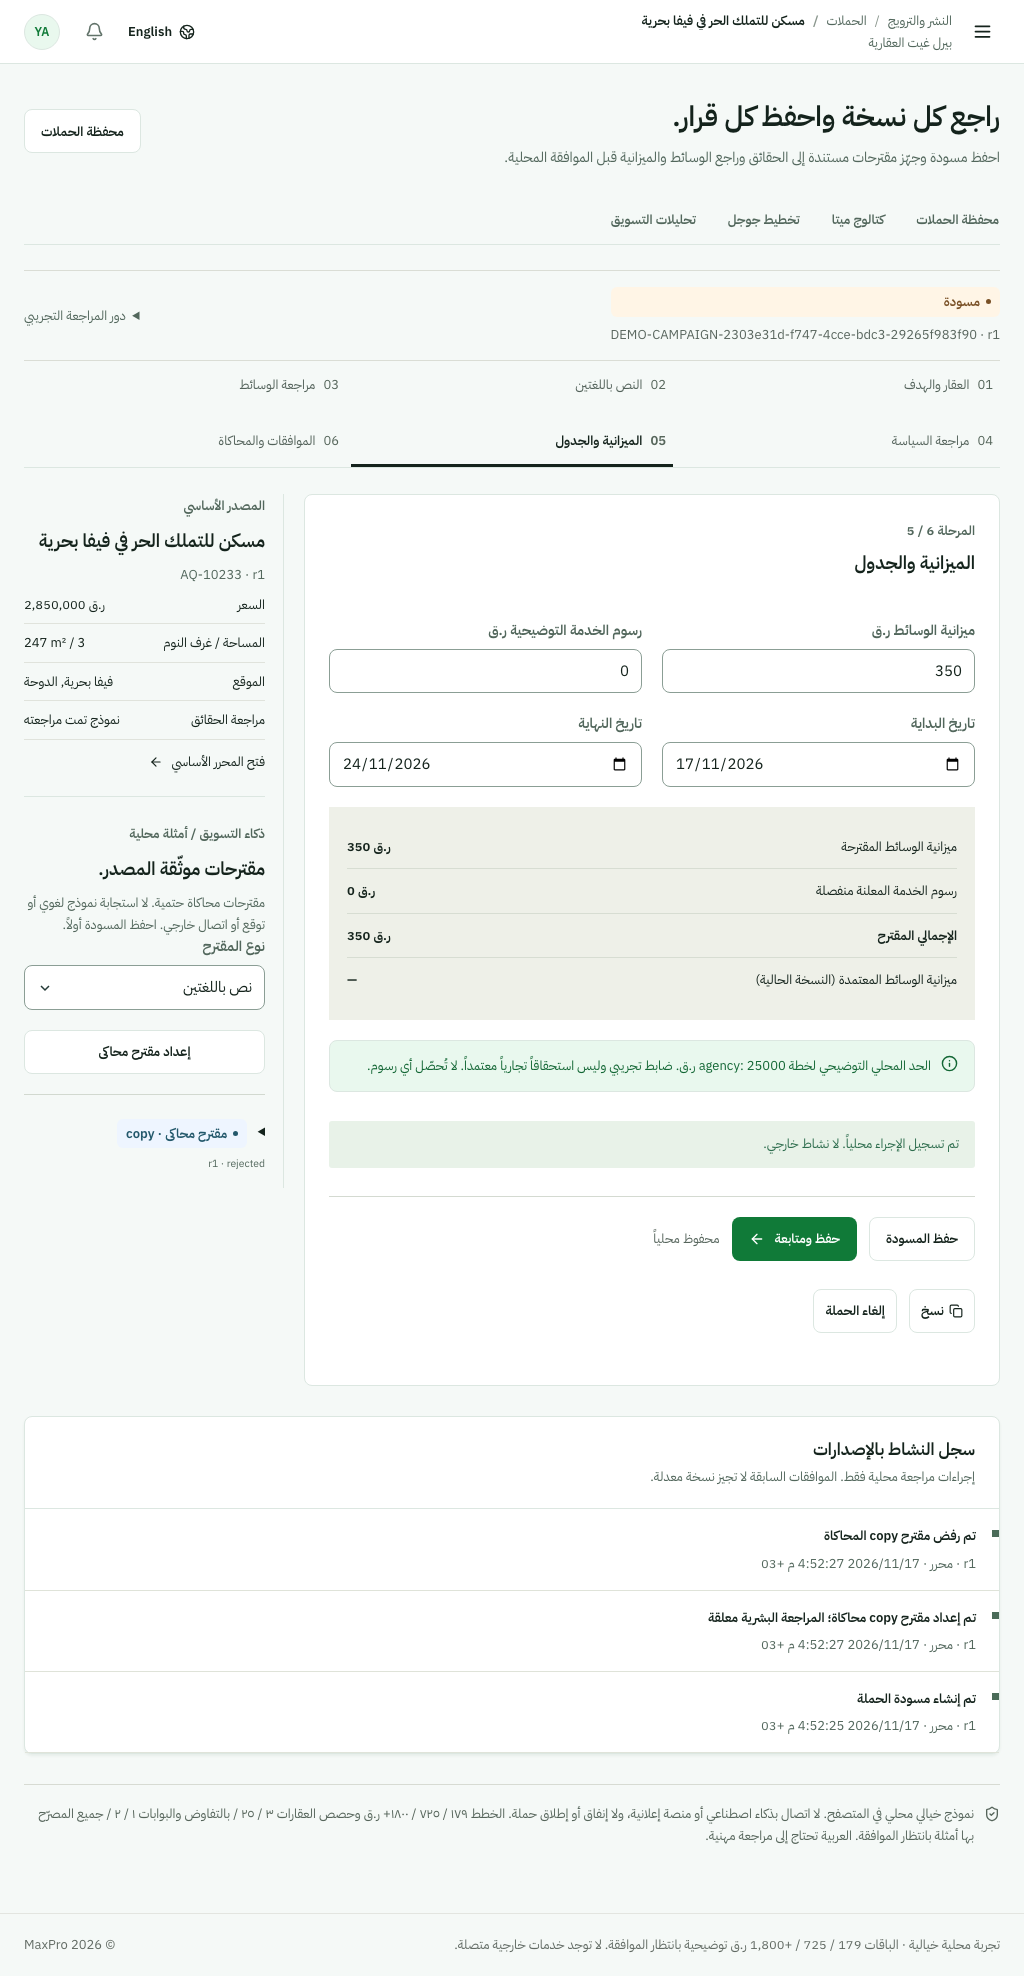 النشر والترويج / الحملات / مسكن للتملك الحر في فيفا بحرية
بيرل غيت العقارية
English
YA
راجع كل نسخة واحفظ كل قرار.
احفظ مسودة وجهّز مقترحات مستندة إلى الحقائق وراجع الوسائط والميزانية قبل الموافقة المحلية.
محفظة الحملات
محفظة الحملات
كتالوج ميتا
تخطيط جوجل
تحليلات التسويق
مسودة
DEMO-CAMPAIGN-2303e31d-f747-4cce-bdc3-29265f983f90 · r1
دور المراجعة التجريبي
01 العقار والهدف
02 النص باللغتين
03 مراجعة الوسائط
04 مراجعة السياسة
05 الميزانية والجدول
06 الموافقات والمحاكاة
المرحلة 6 / 5
الميزانية والجدول
ميزانية الوسائط ر.ق
350
رسوم الخدمة التوضيحية ر.ق
0
تاريخ البداية
17/11/2026
تاريخ النهاية
24/11/2026
ميزانية الوسائط المقترحة
ر.ق 350
رسوم الخدمة المعلنة منفصلة
ر.ق 0
الإجمالي المقترح
ر.ق 350
ميزانية الوسائط المعتمدة (النسخة الحالية)
—
الحد المحلي التوضيحي لخطة agency: 25000 ر.ق. ضابط تجريبي وليس استحقاقاً تجارياً معتمداً. لا تُحصّل أي رسوم.
تم تسجيل الإجراء محلياً. لا نشاط خارجي.
حفظ المسودة
حفظ ومتابعة
محفوظ محلياً
نسخ
إلغاء الحملة
المصدر الأساسي
مسكن للتملك الحر في فيفا بحرية
AQ-10233 · r1
السعر
ر.ق 2,850,000
المساحة / غرف النوم
247 m² / 3
الموقع
فيفا بحرية, الدوحة
مراجعة الحقائق
نموذج تمت مراجعته
فتح المحرر الأساسي
ذكاء التسويق / أمثلة محلية
مقترحات موثّقة المصدر.
مقترحات محاكاة حتمية. لا استجابة نموذج لغوي أو
توقع أو اتصال خارجي. احفظ المسودة أولاً.
نوع المقترح
نص باللغتين
إعداد مقترح محاكى
مقترح محاكى · copy
r1 · rejected
سجل النشاط بالإصدارات
إجراءات مراجعة محلية فقط. الموافقات السابقة لا تجيز نسخة معدلة.
تم رفض مقترح copy المحاكاة
r1 · محرر · 2026/11/17 4:52:27 م +03
تم إعداد مقترح copy محاكاة؛ المراجعة البشرية معلقة
r1 · محرر · 2026/11/17 4:52:27 م +03
تم إنشاء مسودة الحملة
r1 · محرر · 2026/11/17 4:52:25 م +03
نموذج خيالي محلي في المتصفح. لا اتصال بذكاء اصطناعي أو منصة إعلانية، ولا إنفاق أو إطلاق حملة. الخطط ١٧٩ / ٧٢٥ / ١٨٠٠+ ر.ق وحصص العقارات ٣ / ٢٥ / بالتفاوض والبوابات ١ / ٢ / جميع المصرّح
بها أمثلة بانتظار الموافقة. العربية تحتاج إلى مراجعة مهنية.
تجربة محلية خيالية · الباقات 179 / 725 / +1,800 ر.ق توضيحية بانتظار الموافقة. لا توجد خدمات خارجية متصلة.
© 2026 MaxPro